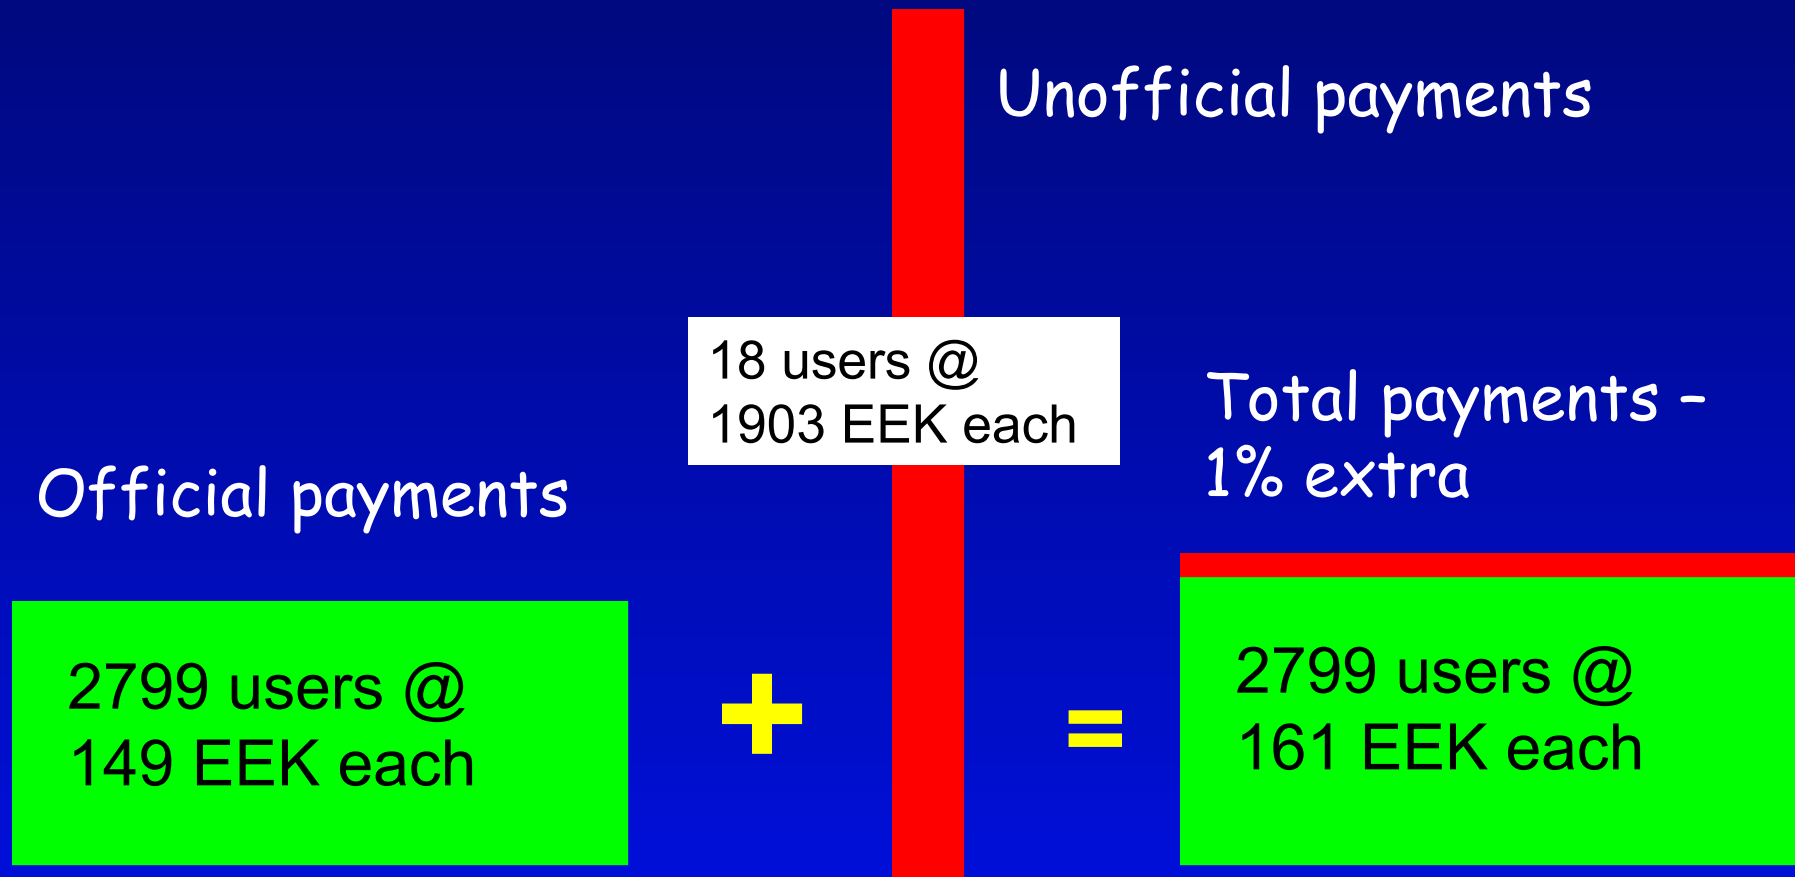 Unofficial payments
18 users @
1903 EEK each
Total payments –
1% extra
Official payments
2799 users @
149 EEK each
+
=
2799 users @
161 EEK each